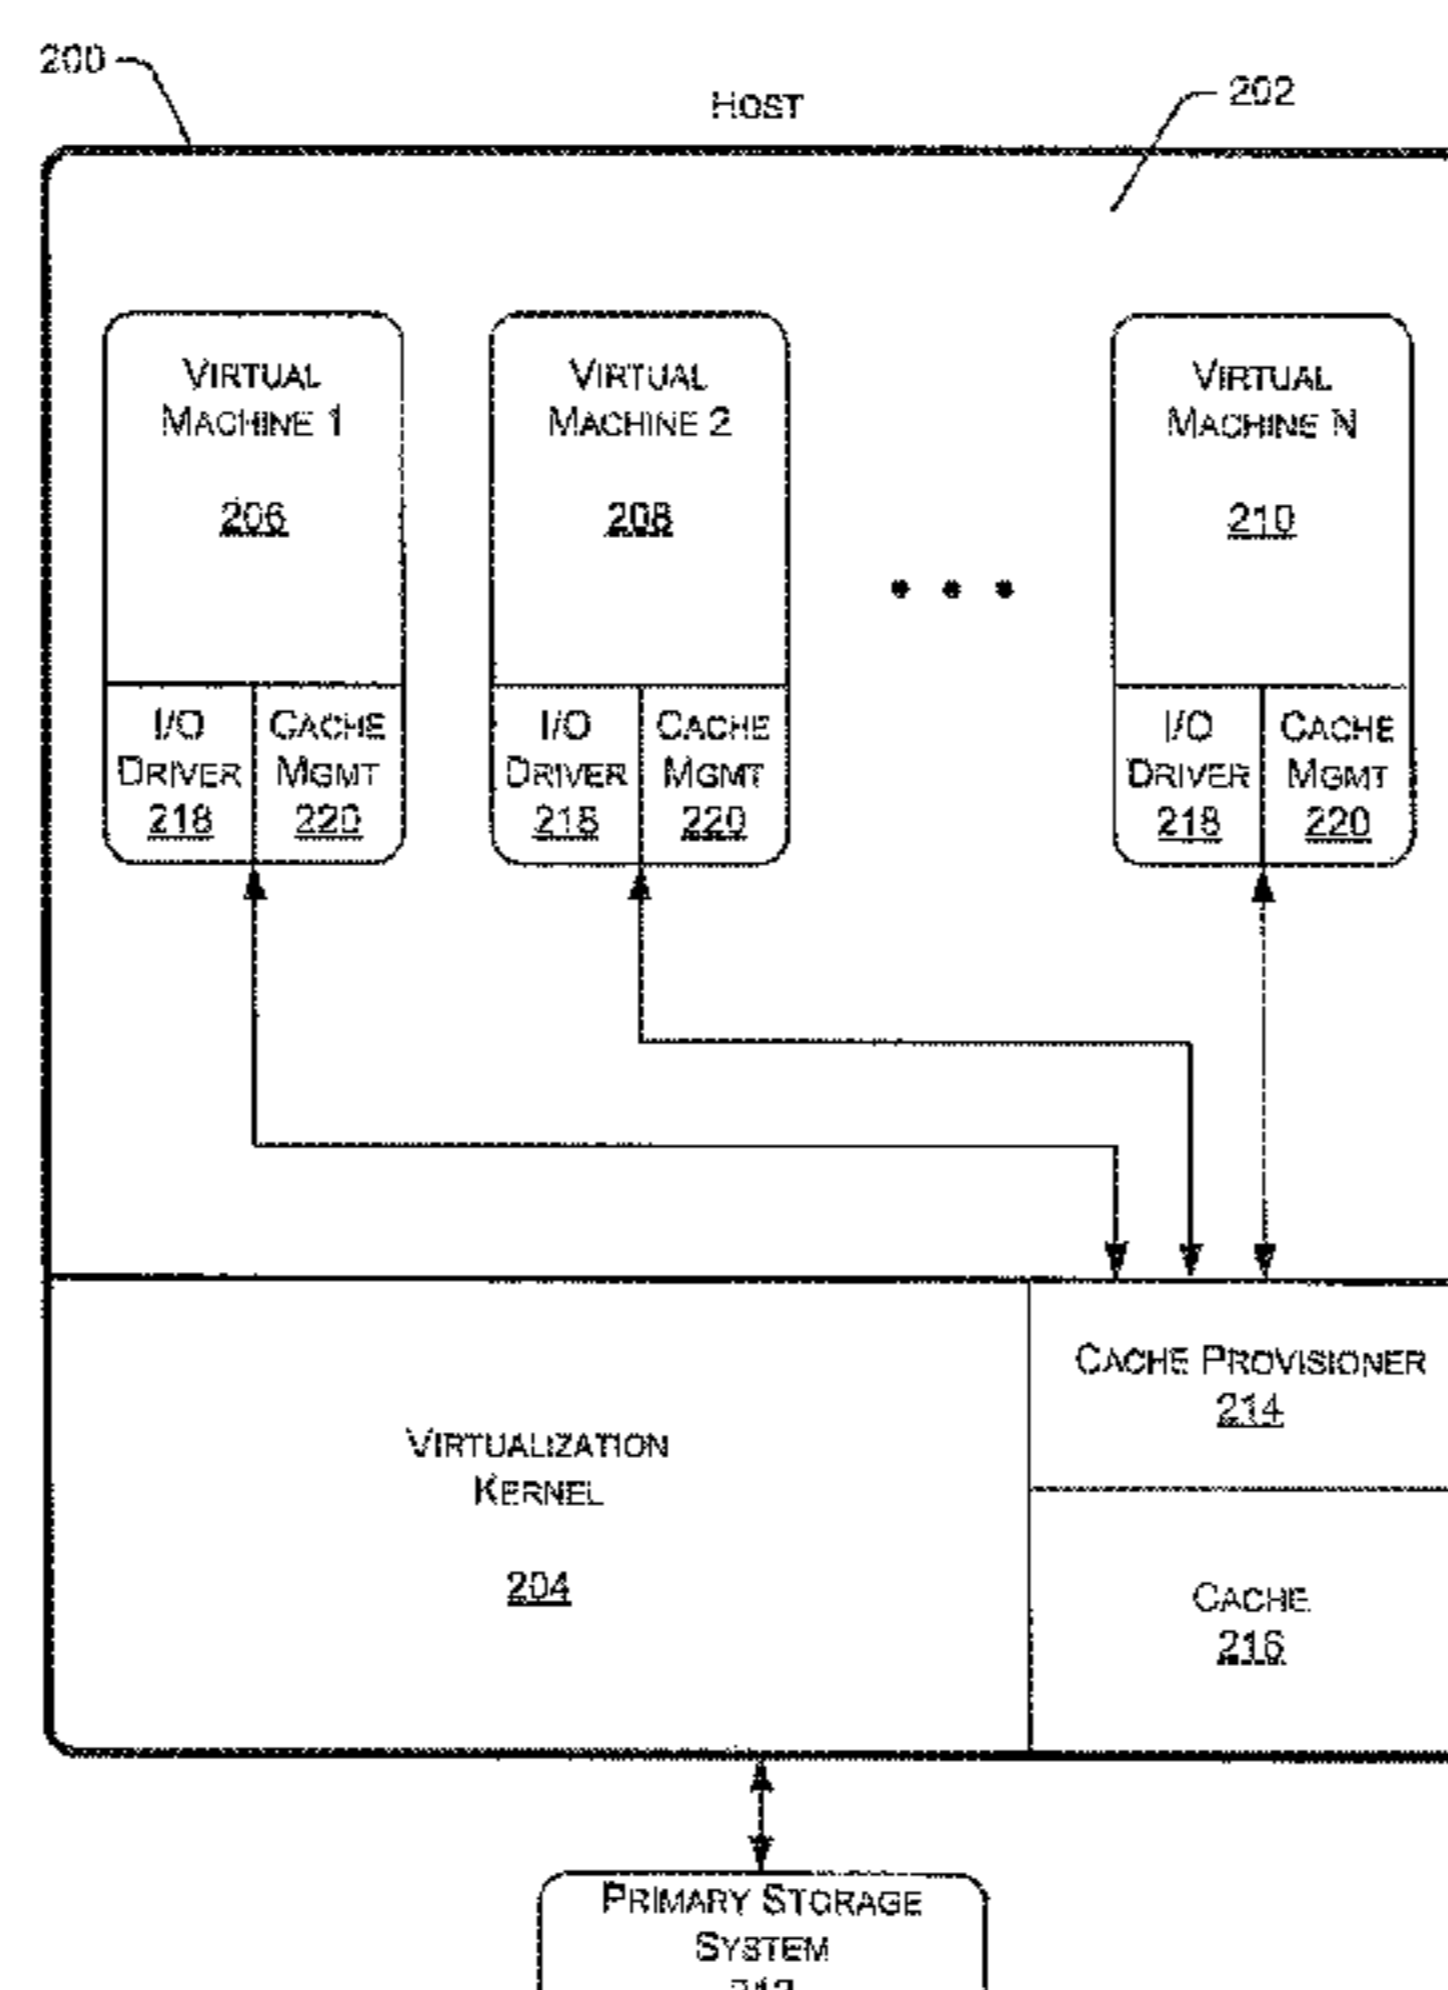 200
HOST
202
VIRTUAL
MACHINE 1
206
VIRTUAL
MACHINE 2
208
VIRTUAL
MACHINE N
210
I/O
DRIVER
218
CACHE
MGMT
220
I/O
DRIVER
218
CACHE
MGMT
220
I/O
DRIVER
218
CACHE
MGMT
220
CACHE PROVISIONER
214
VIRTUALIZATION
KERNEL
204
CACHE
216
PRIMARY STORAGE
SYSTEM